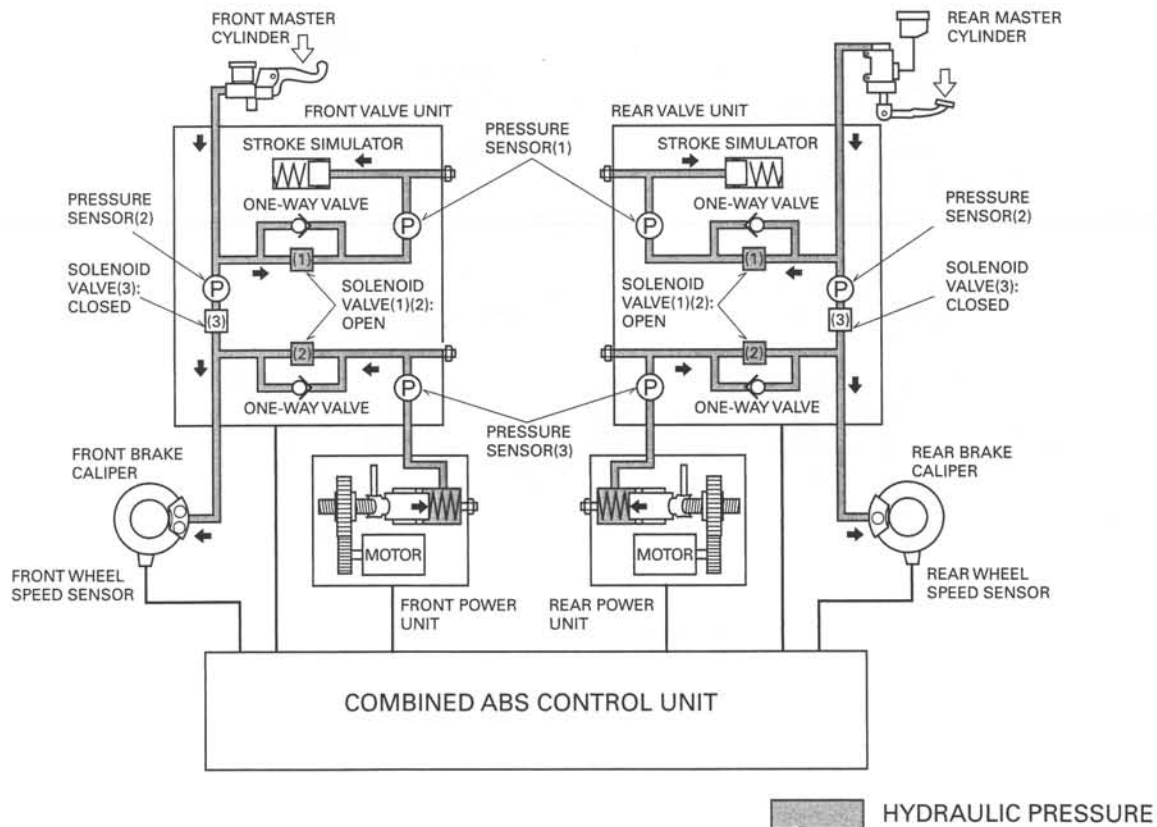 FRONT MASTER
CYLINDER
REAR MASTER
CYLINDER
FRONT VALVE UNIT
REAR VALVE UNIT
STROKE SIMULATOR
PRESSURE
SENSOR(1)
STROKE SIMULATOR
PRESSURE
SENSOR(2)
ONE-WAY VALVE
P
P
ONE-WAY VALVE
PRESSURE
SENSOR(2)
(1)
(1)
SOLENOID
VALVE(3):
CLOSED
P
(3)
SOLENOID
VALVE(1)(2):
OPEN
SOLENOID
VALVE(1)(2):
OPEN
P
(3)
SOLENOID
VALVE(3):
CLOSED
(2)
(2)
P
P
ONE-WAY VALVE
PRESSURE
SENSOR(3)
ONE-WAY VALVE
FRONT BRAKE
CALIPER
REAR BRAKE
CALIPER
MOTOR
MOTOR
FRONT WHEEL
SPEED SENSOR
FRONT POWER
UNIT
REAR POWER
UNIT
REAR WHEEL
SPEED SENSOR
COMBINED ABS CONTROL UNIT
HYDRAULIC PRESSURE